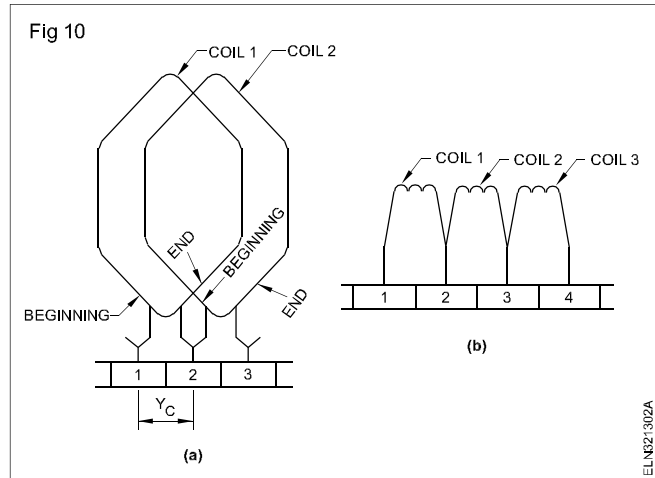 Fig 10
COIL 1
COIL 2
END
BEGINNING
BEGINNING
END
1 2 3
Y_C
(a)
COIL 1
COIL 2
COIL 3
1 2 3 4
(b)
ELN321302A